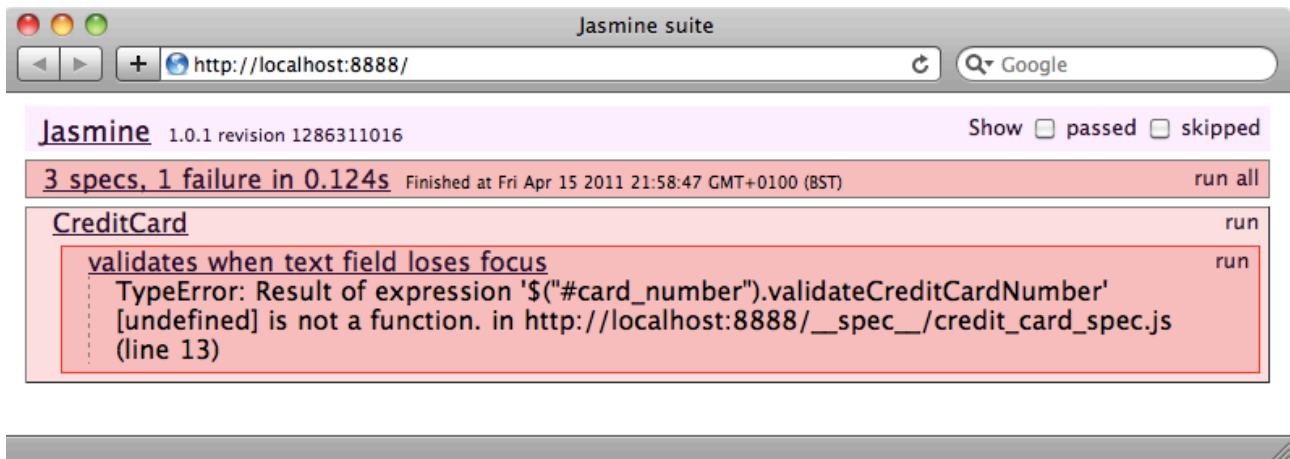 Jasmine suite
http://localhost:8888/
Google
Jasmine 1.0.1 revision 1286311016 Show passed skipped
3 specs, 1 failure in 0.124s Finished at Fri Apr 15 2011 21:58:47 GMT+0100 (BST) run all
CreditCard run
validates when text field loses focus run
TypeError: Result of expression '$("#card_number").validateCreditCardNumber'
[undefined] is not a function. in http://localhost:8888/__spec__/credit_card_spec.js
(line 13)